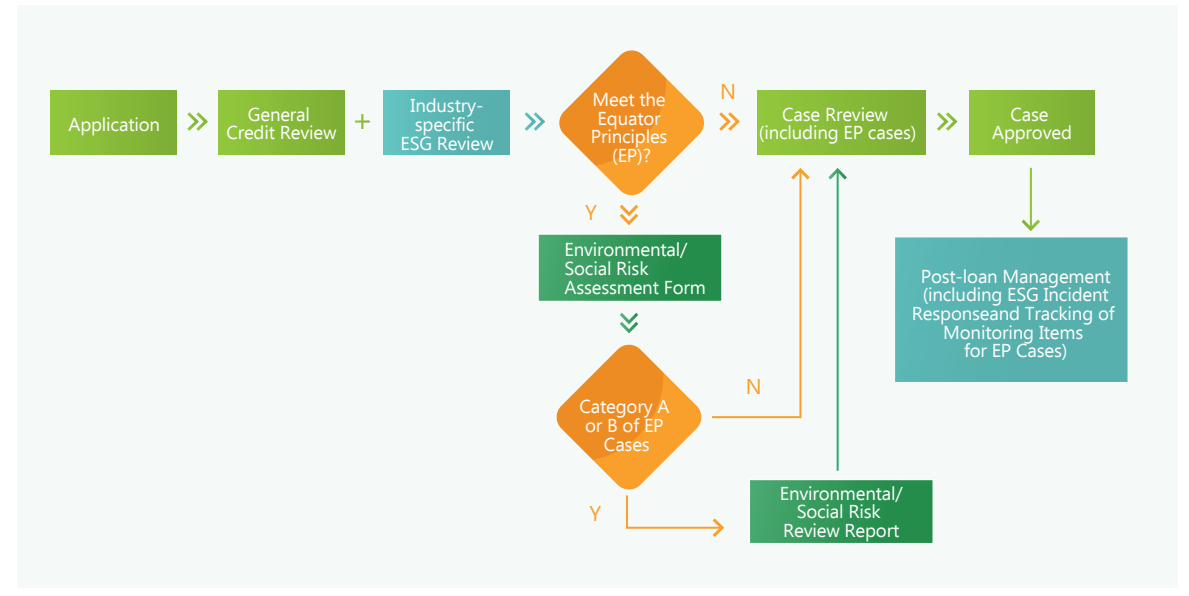 Application
General
Credit Review
+
Industry-
specific
ESG Review
Meet the
Equator
Principles
(EP)?
N
Case Rreview
(including EP cases)
Case
Approved
Y
Environmental/
Social Risk
Assessment Form
Post-loan Management
(including ESG Incident
Responseand Tracking of
Monitoring Items
for EP Cases)
Category A
or B of EP
Cases
N
Y
Environmental/
Social Risk
Review Report